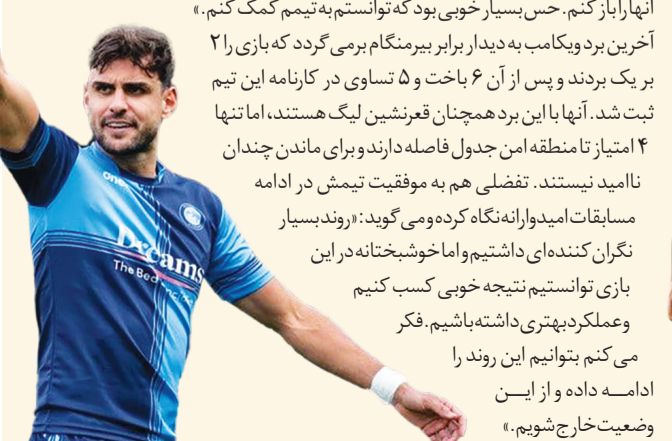 آنها را باز کنم. حس بسیار خوبی بود که توانستم به تیمم کمک کنم.»
آخرین برد ویکامب به دیدار برابر بیرمنگام برمی گردد که بازی را ۲
بر یک بردند و پس از آن ۶ باخت و ۵ تساوی در کارنامه این تیم
ثبت شد. آنها با این برد همچنان قعرنشین لیگ هستند، اما تنها
۴ امتیاز تا منطقه امن جدول فاصله دارند و برای ماندن چندان
ناامید نیستند. تفضلی هم به موفقیت تیمش در ادامه
مسابقات امیدوارانه نگاه کرده و می گوید: «روند بسیار
نگران کننده ای داشتیم و اما خوشبختانه در این
بازی توانستیم نتیجه خوبی کسب کنیم
و عملکرد بهتری داشته باشیم. فکر
می کنم بتوانیم این روند را
ادامــه داده و از ایــن
وضعیت خارج شویم.»
Dreams
The Bed